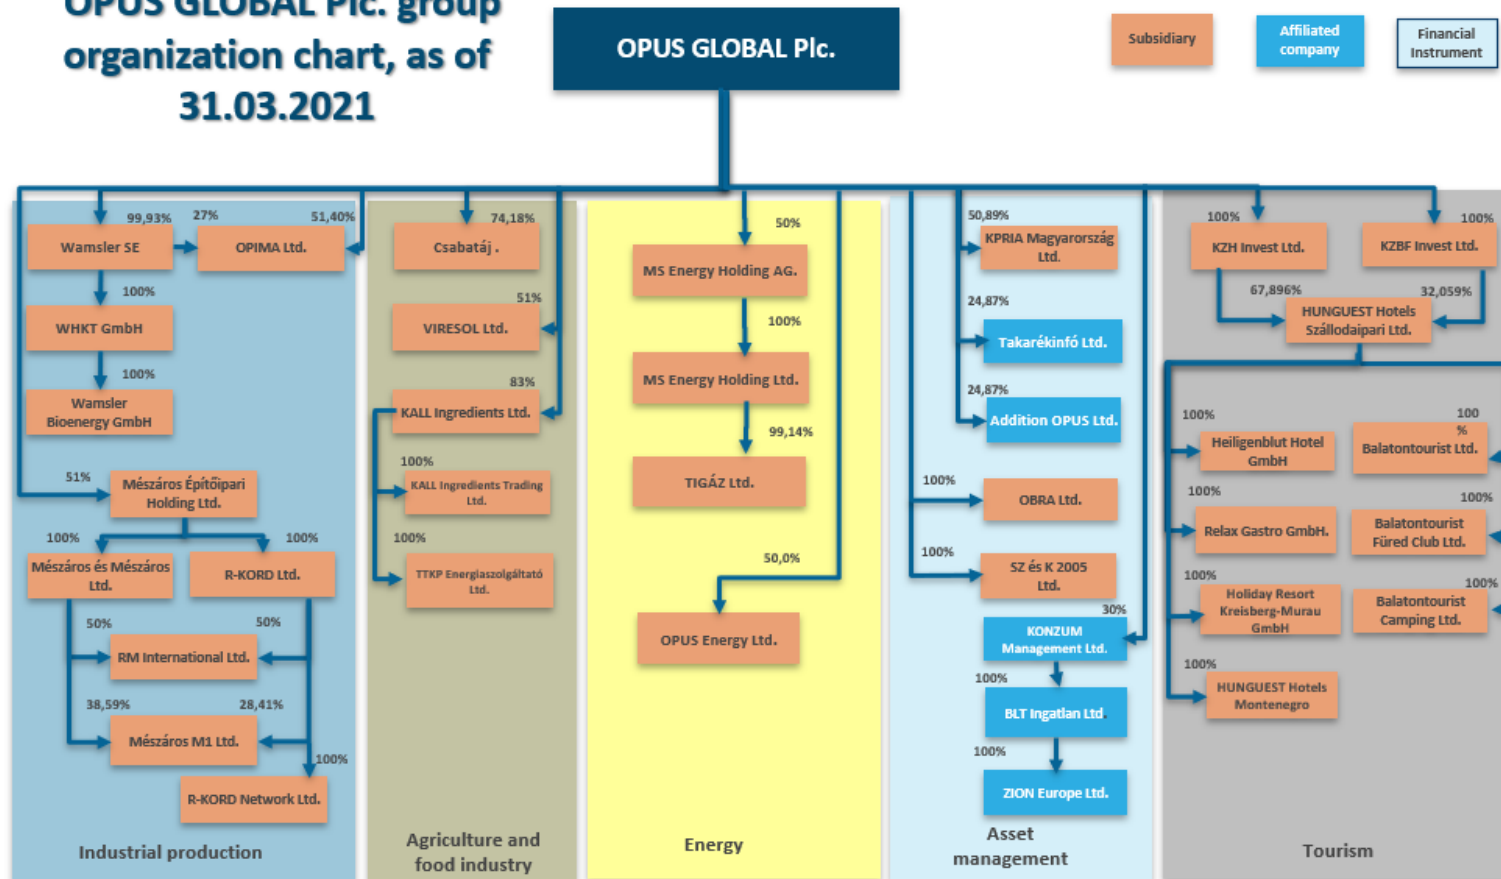 OPUS GLOBAL Plc. group
organization chart, as of
31.03.2021
OPUS GLOBAL Plc.
Subsidiary
Affiliated
company
Financial
Instrument
99,93%
27%
51,40%
Wamsler SE
OPIMA Ltd.
100%
WHKT GmbH
100%
Wamsler
Bioenergy GmbH
51%
Mészáros Építőipari
Holding Ltd.
100%
100%
Mészáros és Mészáros
Ltd.
R-KORD Ltd.
50%
50%
RM International Ltd.
38,59%
28,41%
Mészáros M1 Ltd.
100%
R-KORD Network Ltd.
Industrial production
74,18%
Csabatáj .
51%
VIRESOL Ltd.
83%
KALL Ingredients Ltd.
100%
KALL Ingredients Trading
Ltd.
100%
TTKP Energiaszolgáltató
Ltd.
Agriculture and
food industry
50%
MS Energy Holding AG.
100%
MS Energy Holding Ltd.
99,14%
TIGÁZ Ltd.
50,0%
OPUS Energy Ltd.
Energy
50,89%
KPRIA Magyarország
Ltd.
24,87%
Takarékinfó Ltd.
24,87%
Addition OPUS Ltd.
100%
OBRA Ltd.
100%
SZ és K 2005
Ltd.
30%
KONZUM
Management Ltd.
100%
BLT Ingatlan Ltd.
100%
ZION Europe Ltd.
Asset
management
100%
100%
KZH Invest Ltd.
KZBF Invest Ltd.
67,896%
32,059%
HUNGUEST Hotels
Szállodaipari Ltd.
100%
100
%
Heiligenblut Hotel
GmbH
Balatontourist Ltd.
100%
100%
Relax Gastro GmbH.
Balatontourist
Füred Club Ltd.
100%
100%
Holiday Resort
Kreisberg-Murau
GmbH
Balatontourist
Camping Ltd.
100%
HUNGUEST Hotels
Montenegro
Tourism